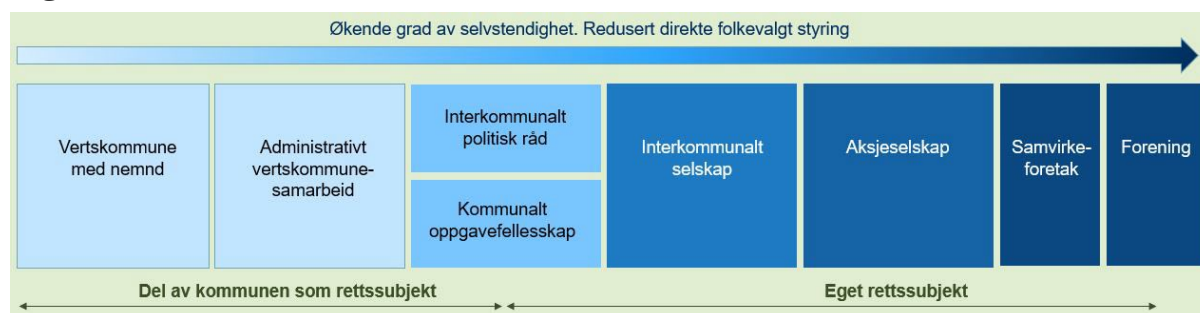 Økende grad av selvstendighet. Redusert direkte folkevalgt styring
Vertskommune
med nemnd
Administrativt
vertskommune-
samarbeid
Interkommunalt
politisk råd
Kommunalt
oppgavefellesskap
Interkommunalt
selskap
Aksjeselskap
Samvirke-
foretak
Forening
Del av kommunen som rettssubjekt
Eget rettssubjekt